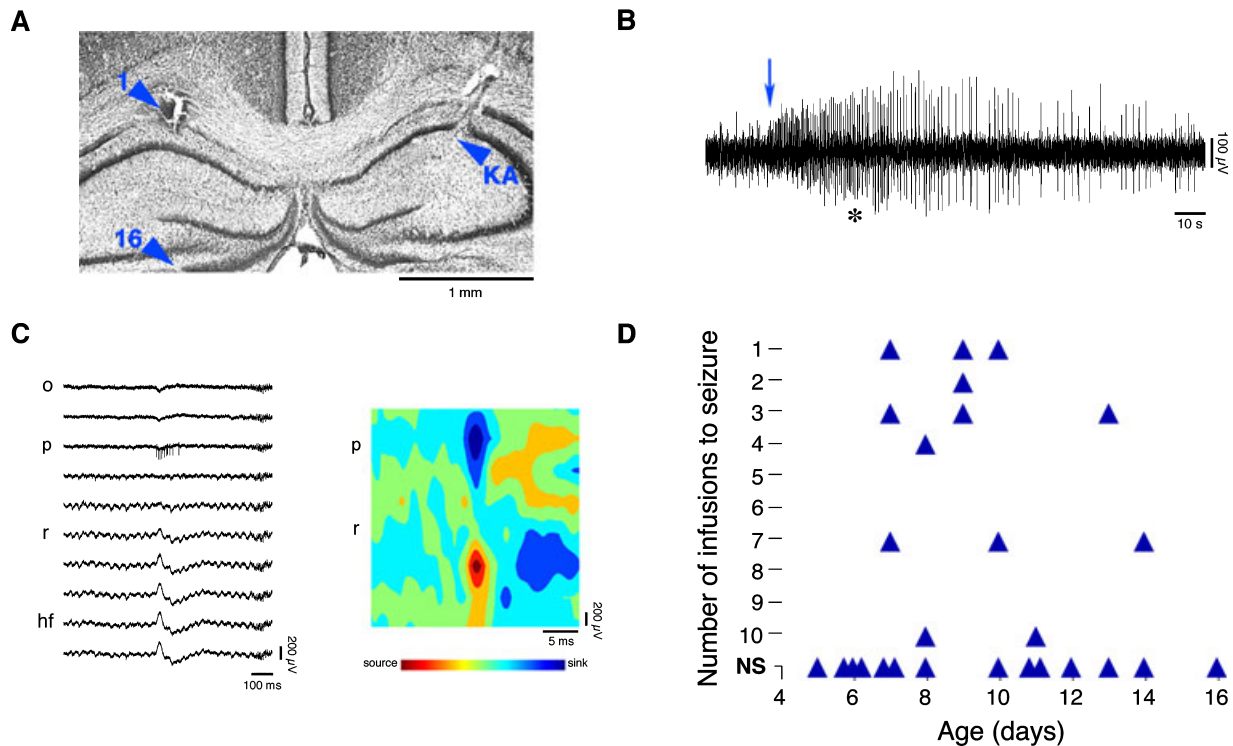 A
1
KA
16
1 mm
B
*
100 µV
10 s
C
o
p
r
hf
200 µV
100 ms
p
r
200 µV
5 ms
source
sink
D
Number of infusions to seizure
1
2
3
4
5
6
7
8
9
10
NS
4 6 8 10 12 14 16
Age (days)